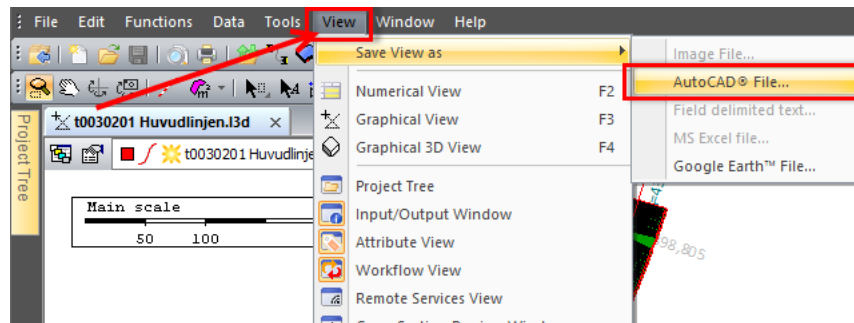 File Edit Functions Data Tools View Window Help
Save View as
Image File...
AutoCAD® File...
Field delimited text...
MS Excel file...
Google Earth™ File...
Numerical View F2
Graphical View F3
Graphical 3D View F4
Project Tree
Input/Output Window
Attribute View
Workflow View
Remote Services View
Project Tree
t0030201 Huvudlinjen.l3d
t0030201 Huvudlinje
Main scale
50 100
98,805